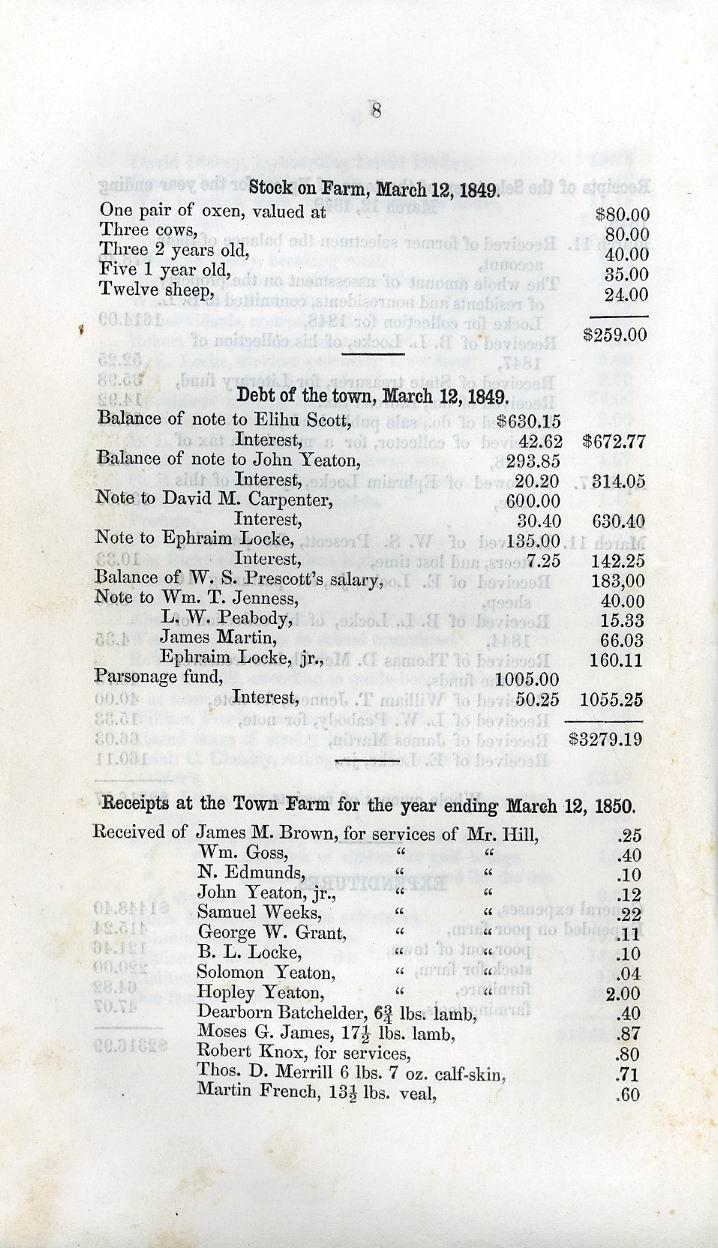 8
Stock on Farm, March 12, 1849.
One pair of oxen, valued at $80.00
Three cows, 80.00
Three 2 years old, 40.00
Five 1 year old, 35.00
Twelve sheep, 24.00
$259.00
Debt of the town, March 12, 1849.
Balance of note to Elihu Scott, $630.15
Interest, 42.62 $672.77
Balance of note to John Yeaton, 293.85
Interest, 20.20 314.05
Note to David M. Carpenter, 600.00
Interest, 30.40 630.40
Note to Ephraim Locke, 135.00
Interest, 7.25 142.25
Balance of W. S. Prescott's salary, 183,00
Note to Wm. T. Jenness, 40.00
L. W. Peabody, 15.33
James Martin, 66.03
Ephraim Locke, jr., 160.11
Parsonage fund, 1005.00
Interest, 50.25 1055.25
$3279.19
Receipts at the Town Farm for the year ending March 12, 1850.
Received of James M. Brown, for services of Mr. Hill, .25
Wm. Goss, " " .40
N. Edmunds, " " .10
John Yeaton, jr., " " .12
Samuel Weeks, " " .22
George W. Grant, " " .11
B. L. Locke, " " .10
Solomon Yeaton, " " .04
Hopley Yeaton, " " 2.00
Dearborn Batchelder, 6¾ lbs. lamb, .40
Moses G. James, 17½ lbs. lamb, .87
Robert Knox, for services, .80
Thos. D. Merrill 6 lbs. 7 oz. calf-skin, .71
Martin French, 13½ lbs. veal, .60